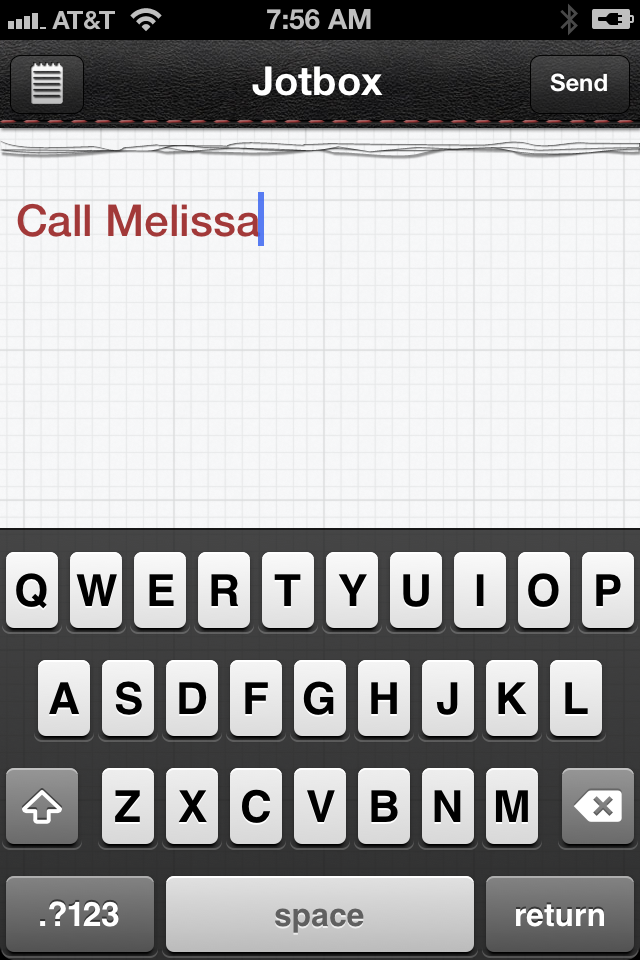 AT&T 7:56 AM
Jotbox Send
Call Melissa
Q W E R T Y U I O P
A S D F G H J K L
Z X C V B N M
.?123 space return